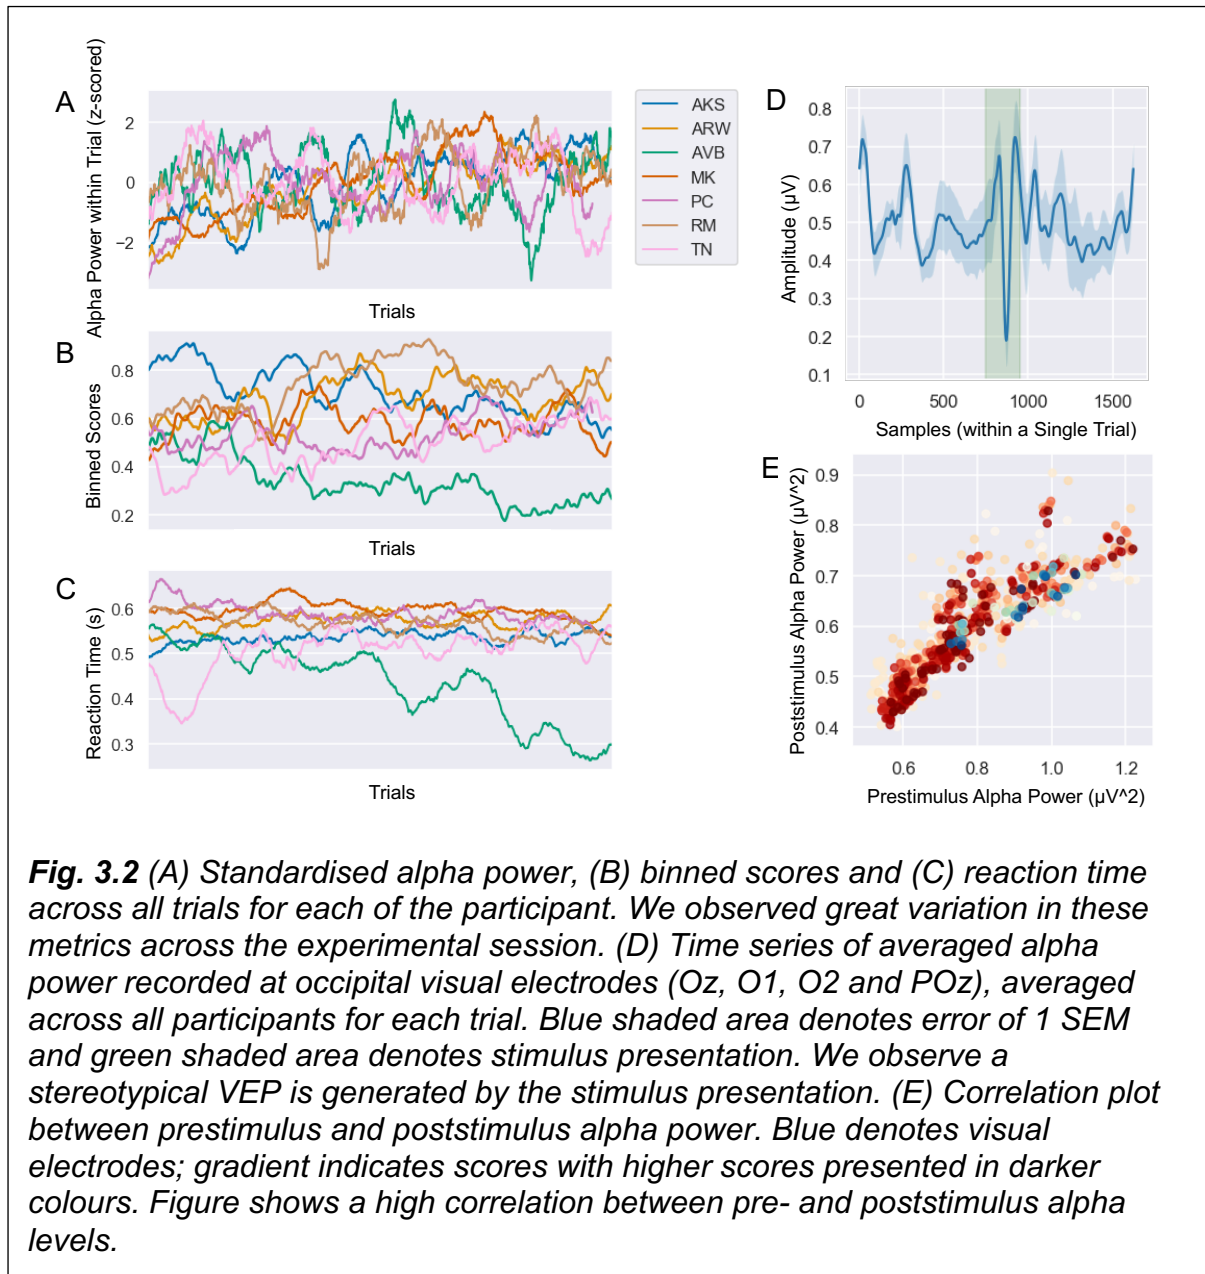 A
Alpha Power within Trial (z-scored)
2
0
−2
Trials
AKS
ARW
AVB
MK
PC
RM
TN
B
Binned Scores
0.8
0.6
0.4
0.2
Trials
C
Reaction Time (s)
0.6
0.5
0.4
0.3
Trials
D
Amplitude (µV)
0.8
0.7
0.6
0.5
0.4
0.3
0.2
0.1
0 500 1000 1500
Samples (within a Single Trial)
E
Poststimulus Alpha Power (µV^2)
0.9
0.8
0.7
0.6
0.5
0.4
0.6 0.8 1.0 1.2
Prestimulus Alpha Power (µV^2)
Fig. 3.2 (A) Standardised alpha power, (B) binned scores and (C) reaction time
across all trials for each of the participant. We observed great variation in these
metrics across the experimental session. (D) Time series of averaged alpha
power recorded at occipital visual electrodes (Oz, O1, O2 and POz), averaged
across all participants for each trial. Blue shaded area denotes error of 1 SEM
and green shaded area denotes stimulus presentation. We observe a
stereotypical VEP is generated by the stimulus presentation. (E) Correlation plot
between prestimulus and poststimulus alpha power. Blue denotes visual
electrodes; gradient indicates scores with higher scores presented in darker
colours. Figure shows a high correlation between pre- and poststimulus alpha
levels.